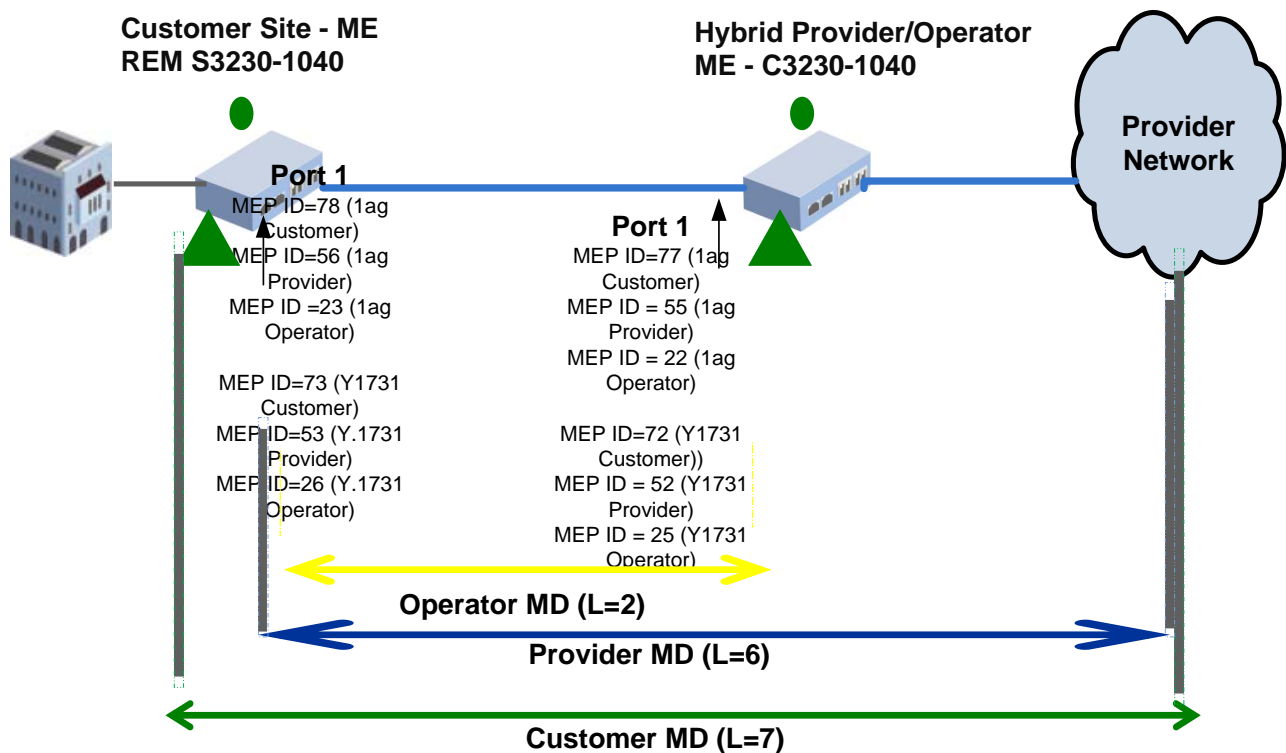 Customer Site - ME
REM S3230-1040
Hybrid Provider/Operator
ME - C3230-1040
Provider
Network
Port 1
MEP ID=78 (1ag
Customer)
MEP ID=56 (1ag
Provider)
MEP ID =23 (1ag
Operator)
MEP ID=73 (Y1731
Customer)
MEP ID=53 (Y.1731
Provider)
MEP ID=26 (Y.1731
Operator)
Port 1
MEP ID=77 (1ag
Customer)
MEP ID = 55 (1ag
Provider)
MEP ID = 22 (1ag
Operator)
MEP ID=72 (Y1731
Customer))
MEP ID = 52 (Y1731
Provider)
MEP ID = 25 (Y1731
Operator)
Operator MD (L=2)
Provider MD (L=6)
Customer MD (L=7)